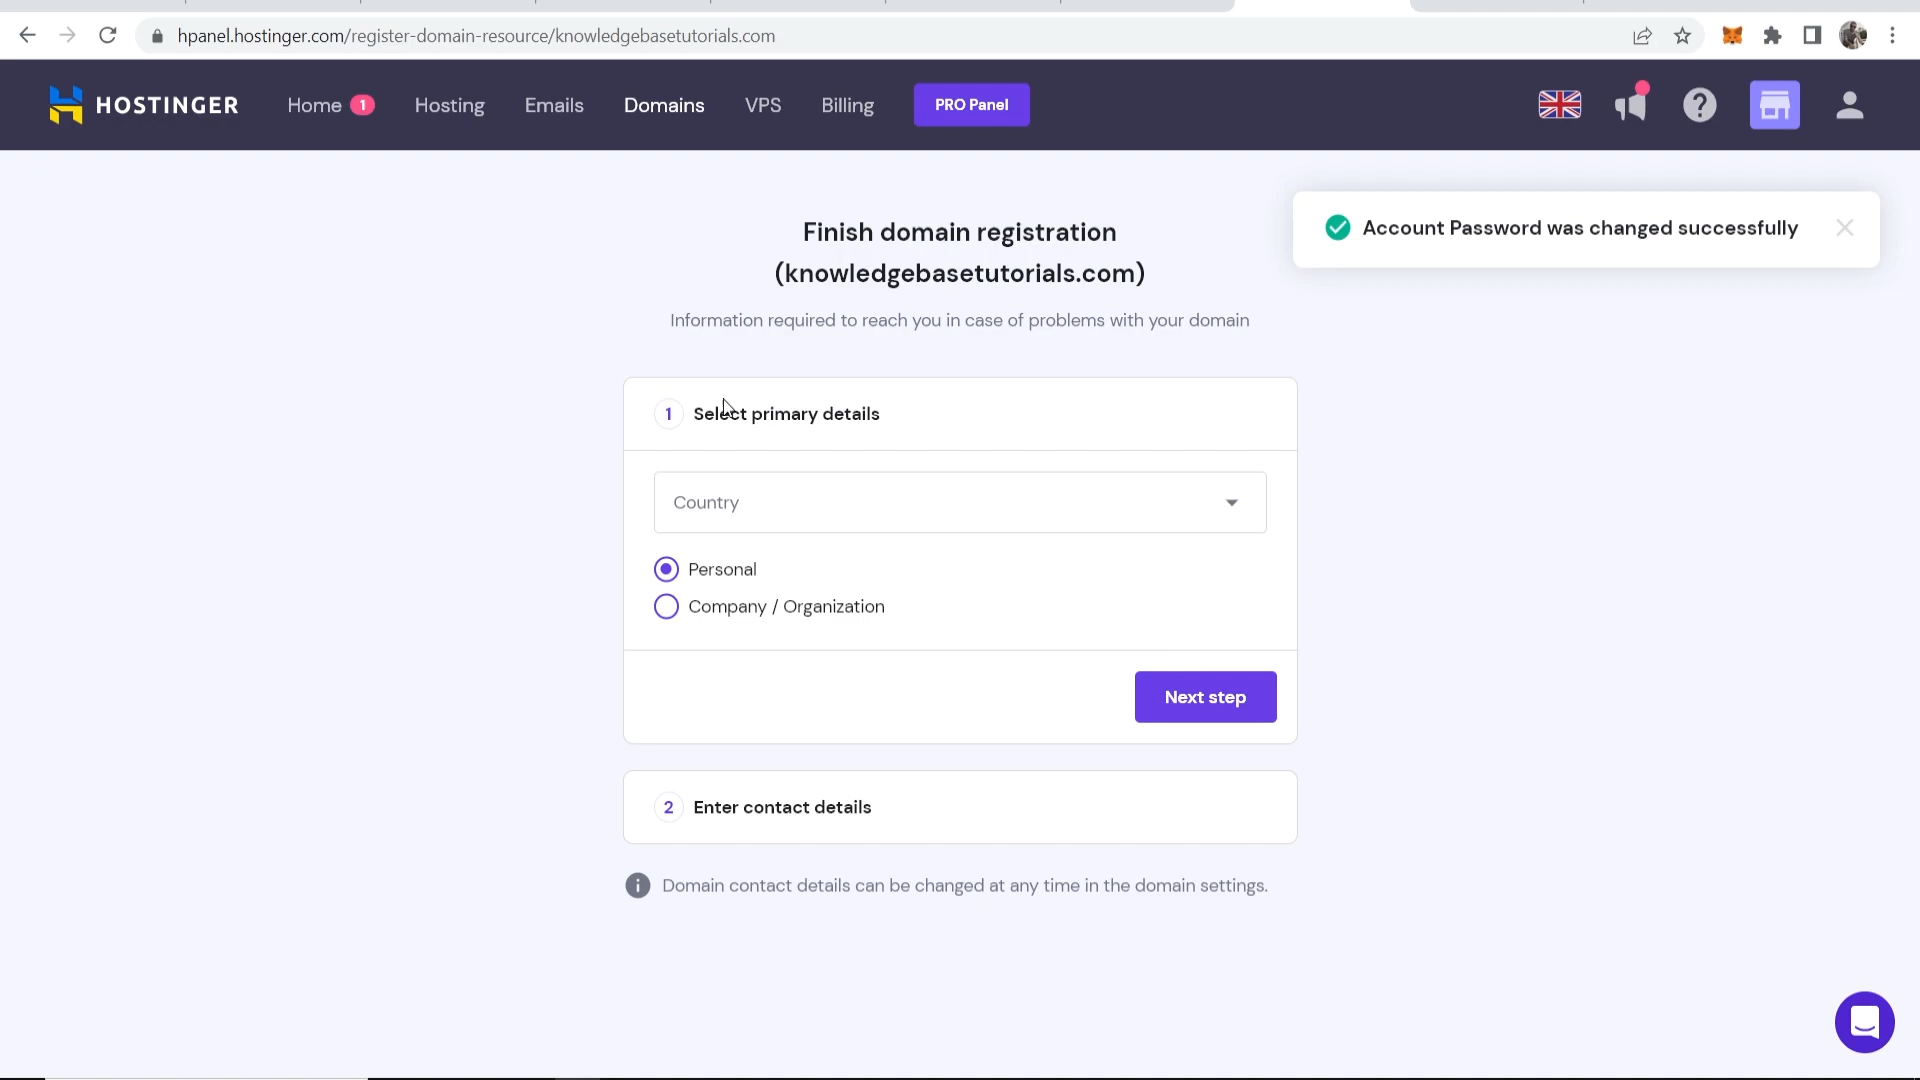 hpanel.hostinger.com/register-domain-resource/knowledgebasetutorials.com
HOSTINGER
Home 1
Hosting
Emails
Domains
VPS
Billing
PRO Panel
Account Password was changed successfully
Finish domain registration
(knowledgebasetutorials.com)
Information required to reach you in case of problems with your domain
1 Select primary details
Country
Personal
Company / Organization
Next step
2 Enter contact details
Domain contact details can be changed at any time in the domain settings.